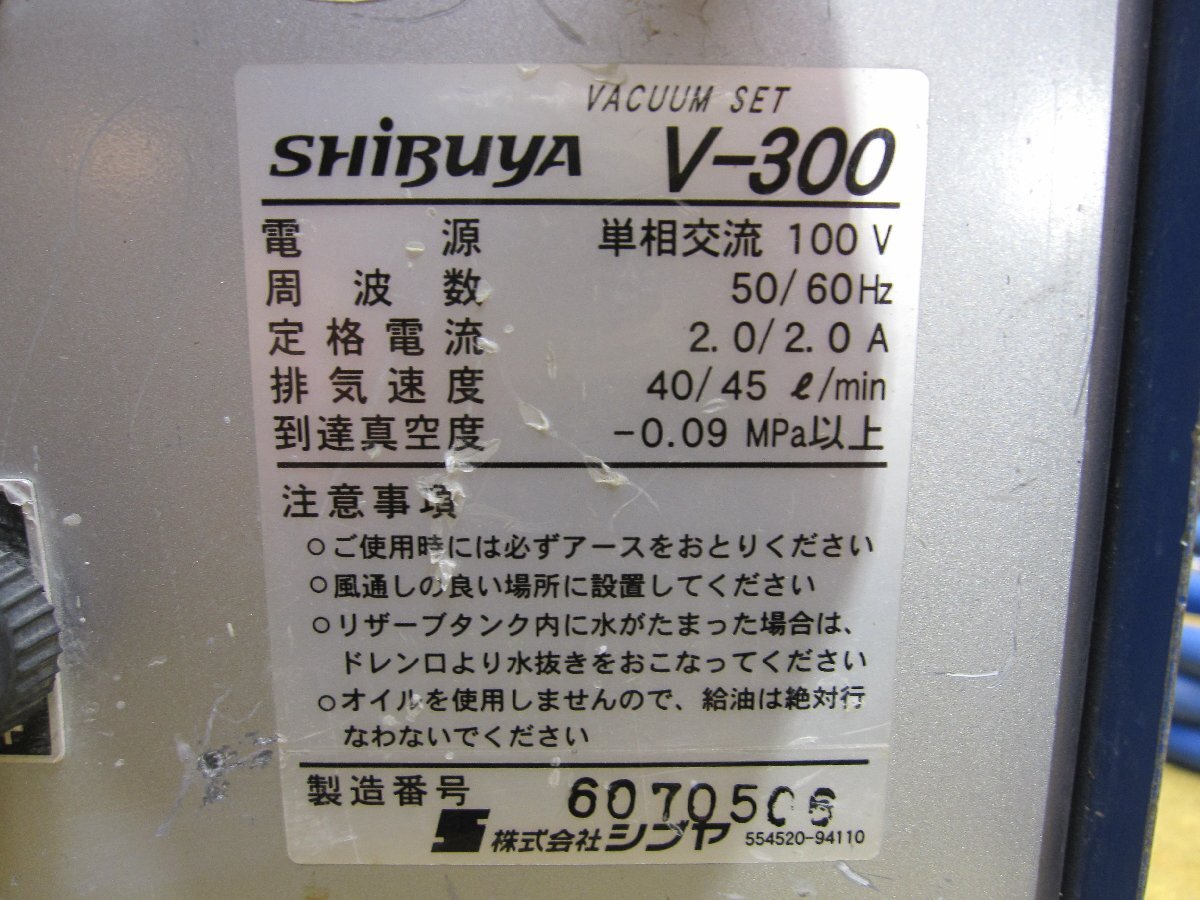 VACUUM SET
SHiBUYA V-300
電源 単相交流 100 V
周波数 50/60Hz
定格電流 2.0/2.0 A
排気速度 40/45 ℓ/min
到達真空度 -0.09 MPa以上
注意事項
○ご使用時には必ずアースをおとりください
○風通しの良い場所に設置してください
○リザーブタンク内に水がたまった場合は、
ドレン口より水抜きをおこなってください
○オイルを使用しませんので、給油は絶対行
なわないでください
製造番号 6070506
株式会社シブヤ 554520-94110